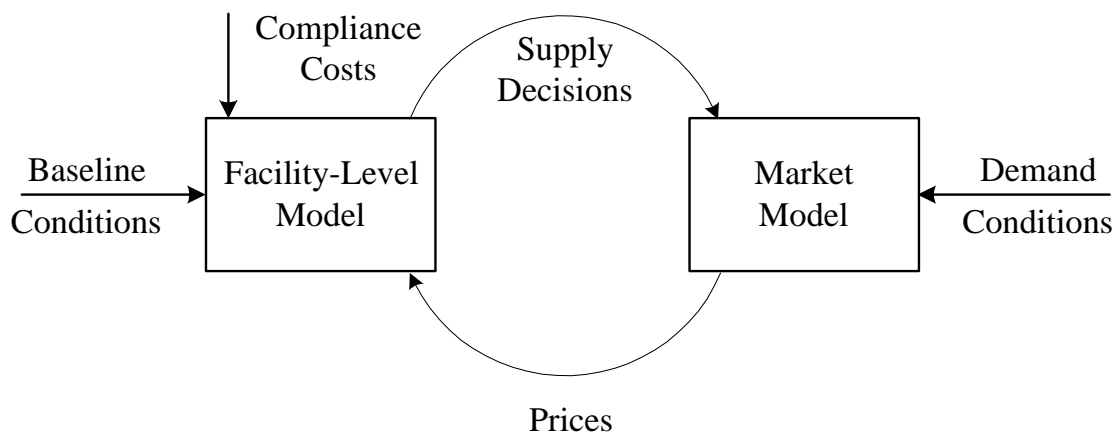 Compliance
Costs
Supply
Decisions
Baseline
Conditions
Facility-Level
Model
Market
Model
Demand
Conditions
Prices